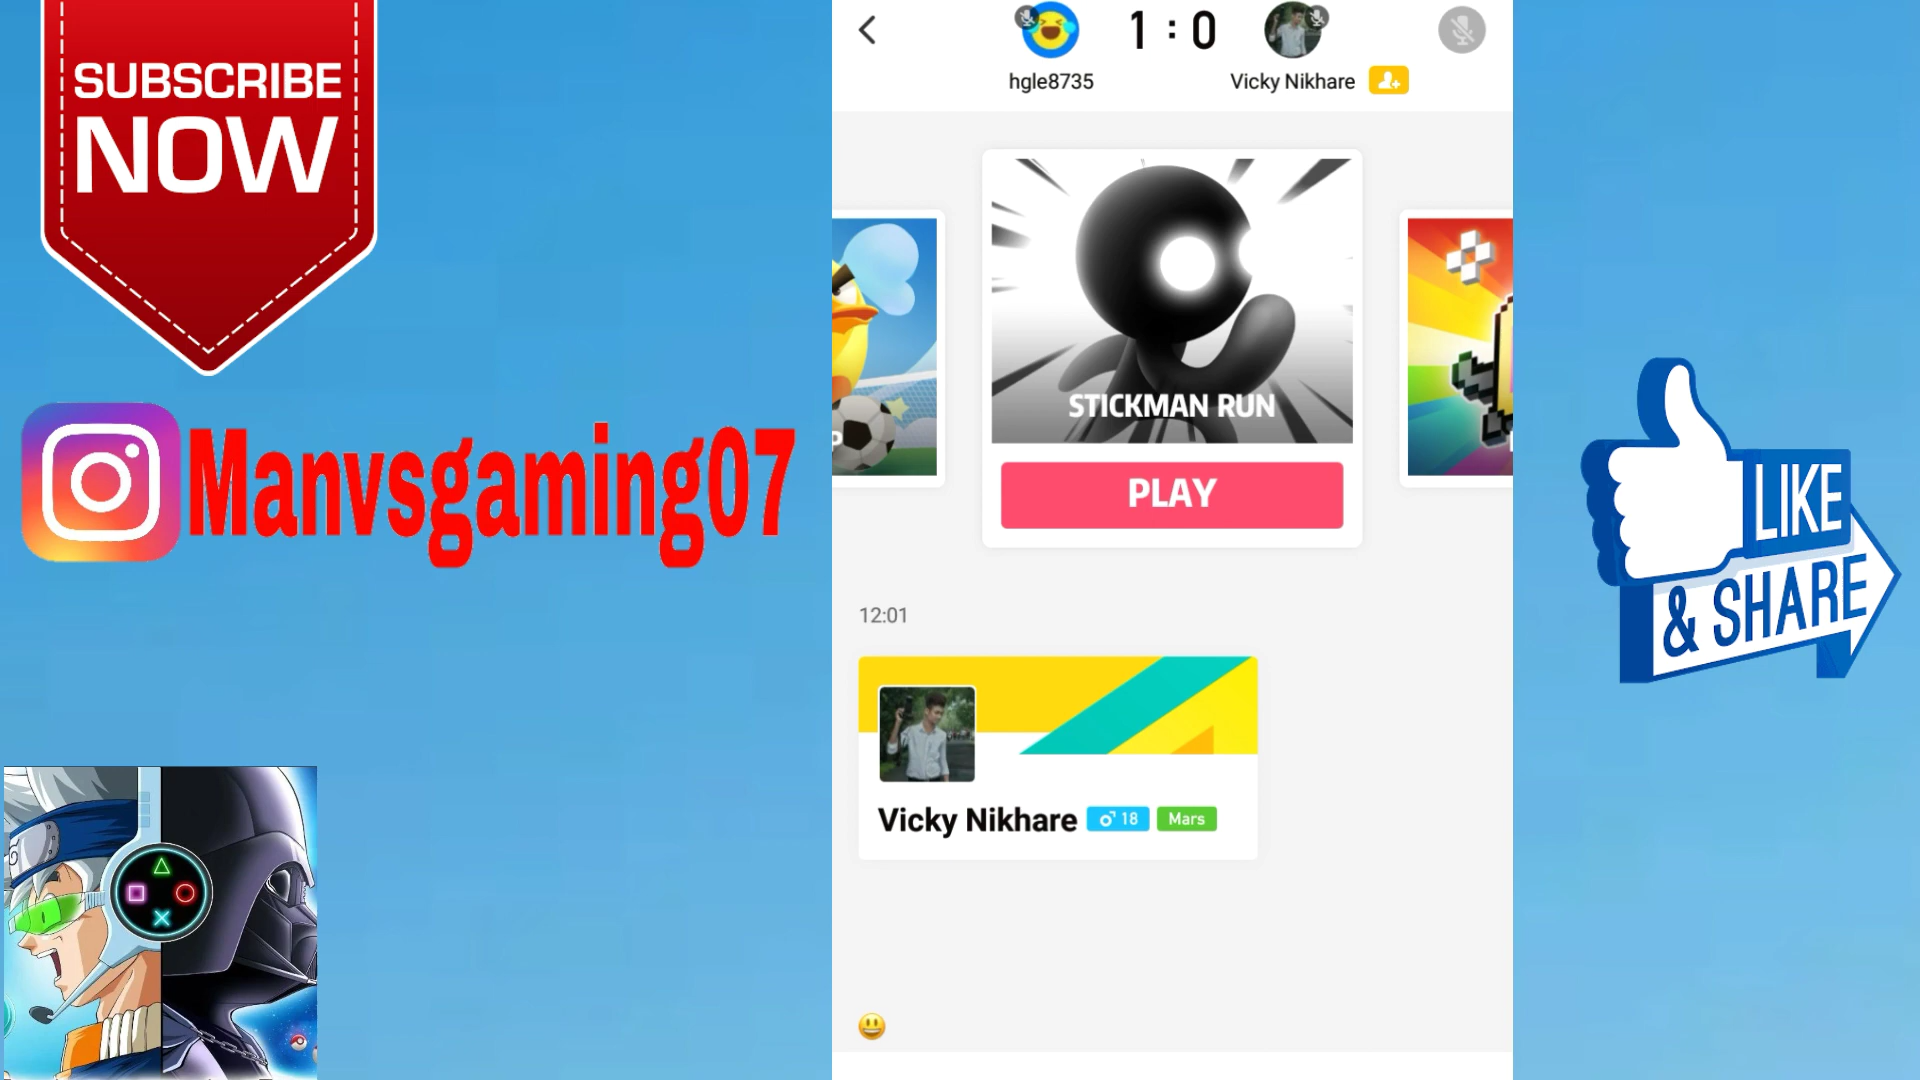 SUBSCRIBE
NOW
Manvsgaming07
1 : 0
hgle8735
Vicky Nikhare
STICKMAN RUN
PLAY
12:01
Vicky Nikhare 18 Mars
LIKE
& SHARE